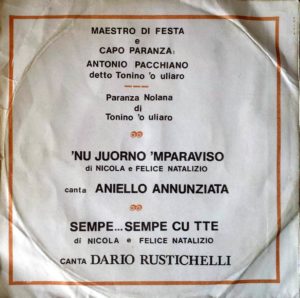 MAESTRO DI FESTA
e
CAPO PARANZA:
ANTONIO PACCHIANO
detto Tonino 'o uliaro
Paranza Nolana
di
Tonino 'o uliaro
'NU JUORNO 'MPARAVISO
di NICOLA e FELICE NATALIZIO
canta ANIELLO ANNUNZIATA
SEMPE...SEMPE CU TTE
di NICOLA e FELICE NATALIZIO
CANTA DARIO RUSTICHELLI